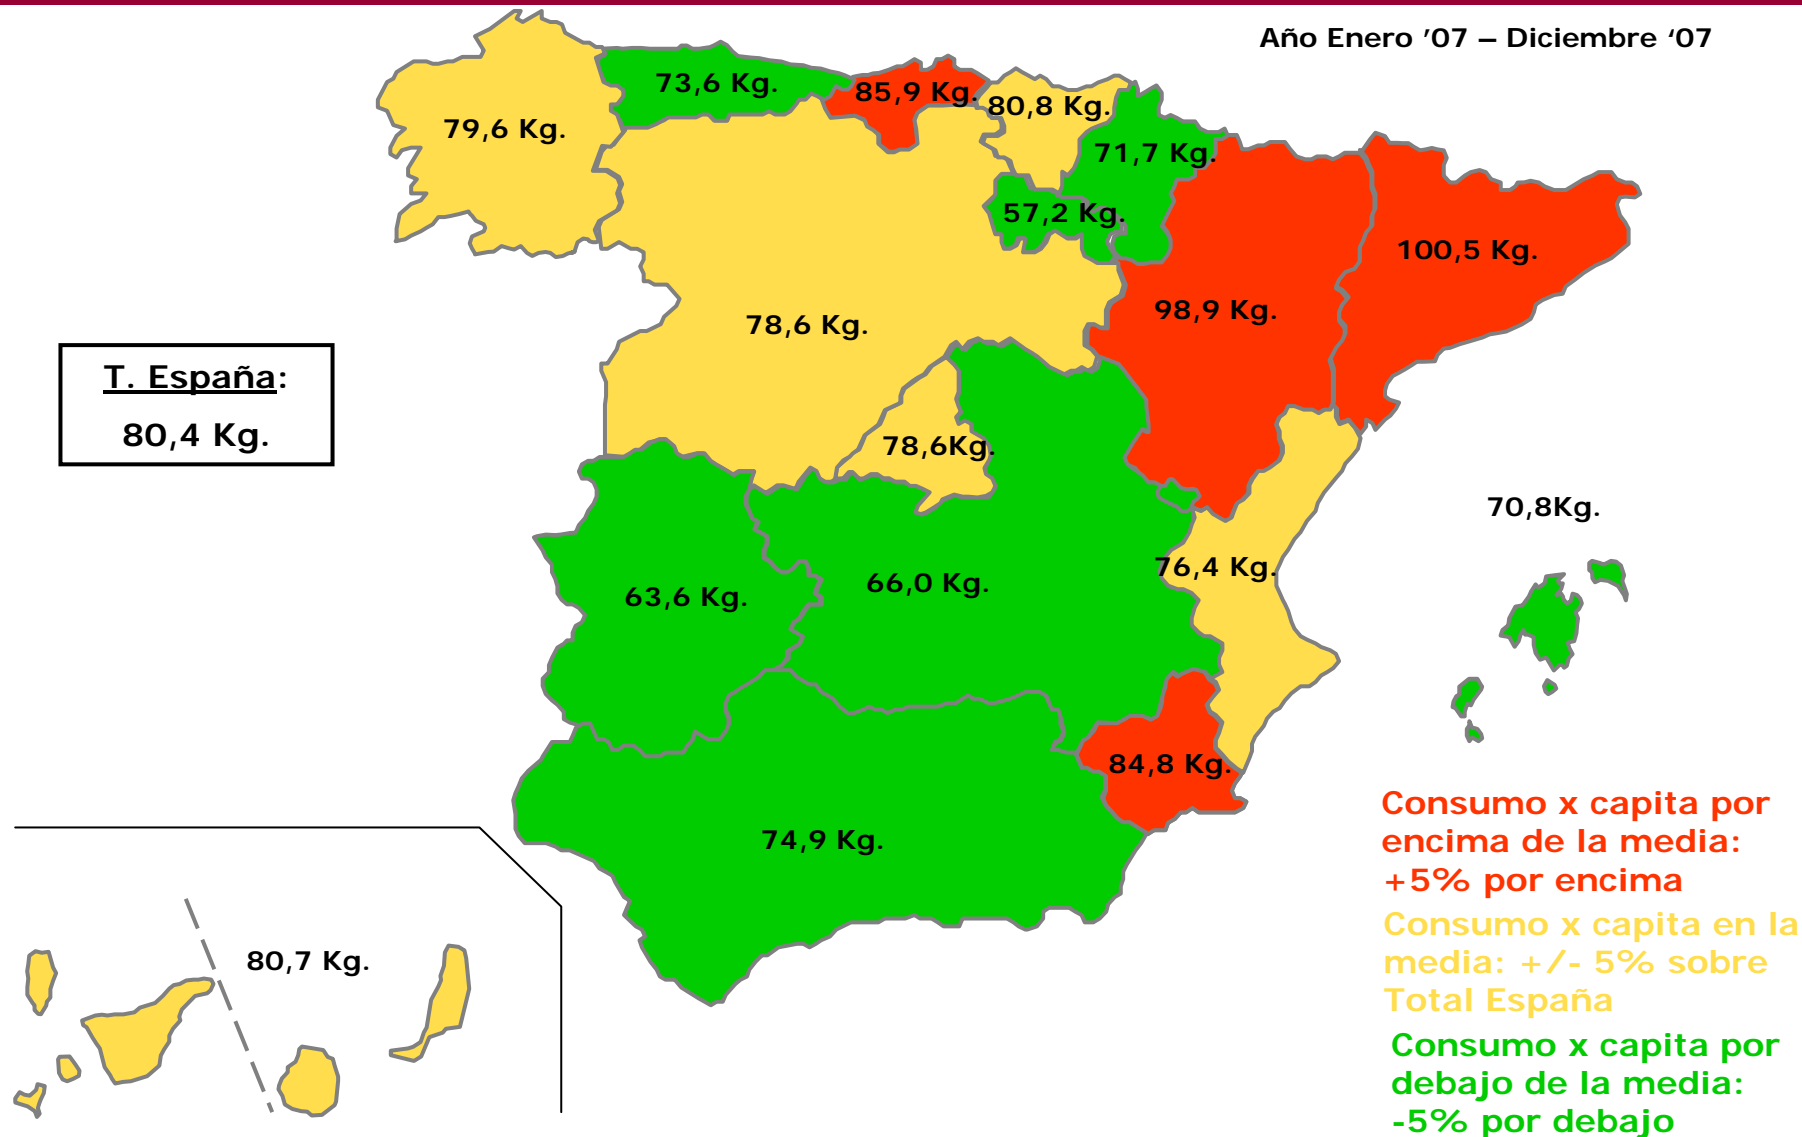 Año Enero ’07 – Diciembre ‘07
73,6 Kg.
85,9 Kg.
80,8 Kg.
79,6 Kg.
71,7 Kg.
57,2 Kg.
100,5 Kg.
98,9 Kg.
78,6 Kg.
T. España:
80,4 Kg.
78,6Kg.
70,8Kg.
76,4 Kg.
66,0 Kg.
63,6 Kg.
84,8 Kg.
74,9 Kg.
80,7 Kg.
Consumo x capita por
encima de la media:
+5% por encima
Consumo x capita en la
media: +/- 5% sobre
Total España
Consumo x capita por
debajo de la media:
-5% por debajo